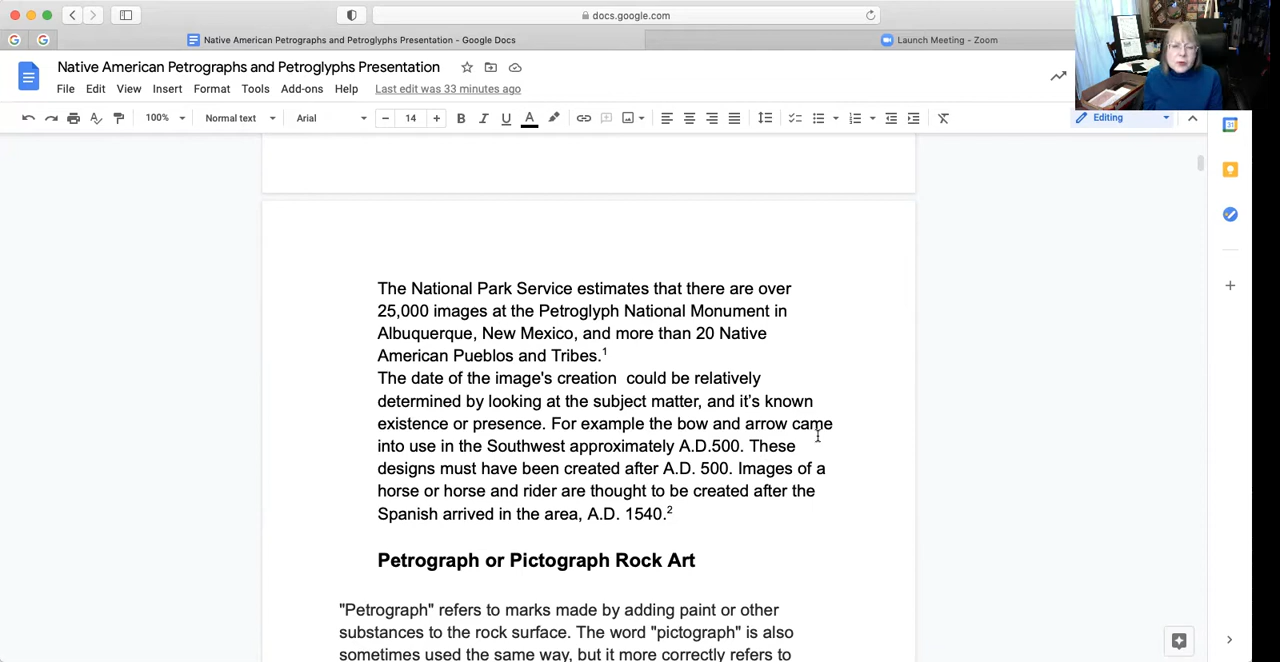 docs.google.com
Native American Petrographs and Petroglyphs Presentation - Google Docs
Launch Meeting - Zoom
Native American Petrographs and Petroglyphs Presentation
File Edit View Insert Format Tools Add-ons Help Last edit was 33 minutes ago
100% Normal text Arial 14 Editing
The National Park Service estimates that there are over
25,000 images at the Petroglyph National Monument in
Albuquerque, New Mexico, and more than 20 Native
American Pueblos and Tribes.¹
The date of the image's creation  could be relatively
determined by looking at the subject matter, and it's known
existence or presence. For example the bow and arrow came
into use in the Southwest approximately A.D.500. These
designs must have been created after A.D. 500. Images of a
horse or horse and rider are thought to be created after the
Spanish arrived in the area, A.D. 1540.²
Petrograph or Pictograph Rock Art
"Petrograph" refers to marks made by adding paint or other
substances to the rock surface. The word "pictograph" is also
sometimes used the same way, but it more correctly refers to